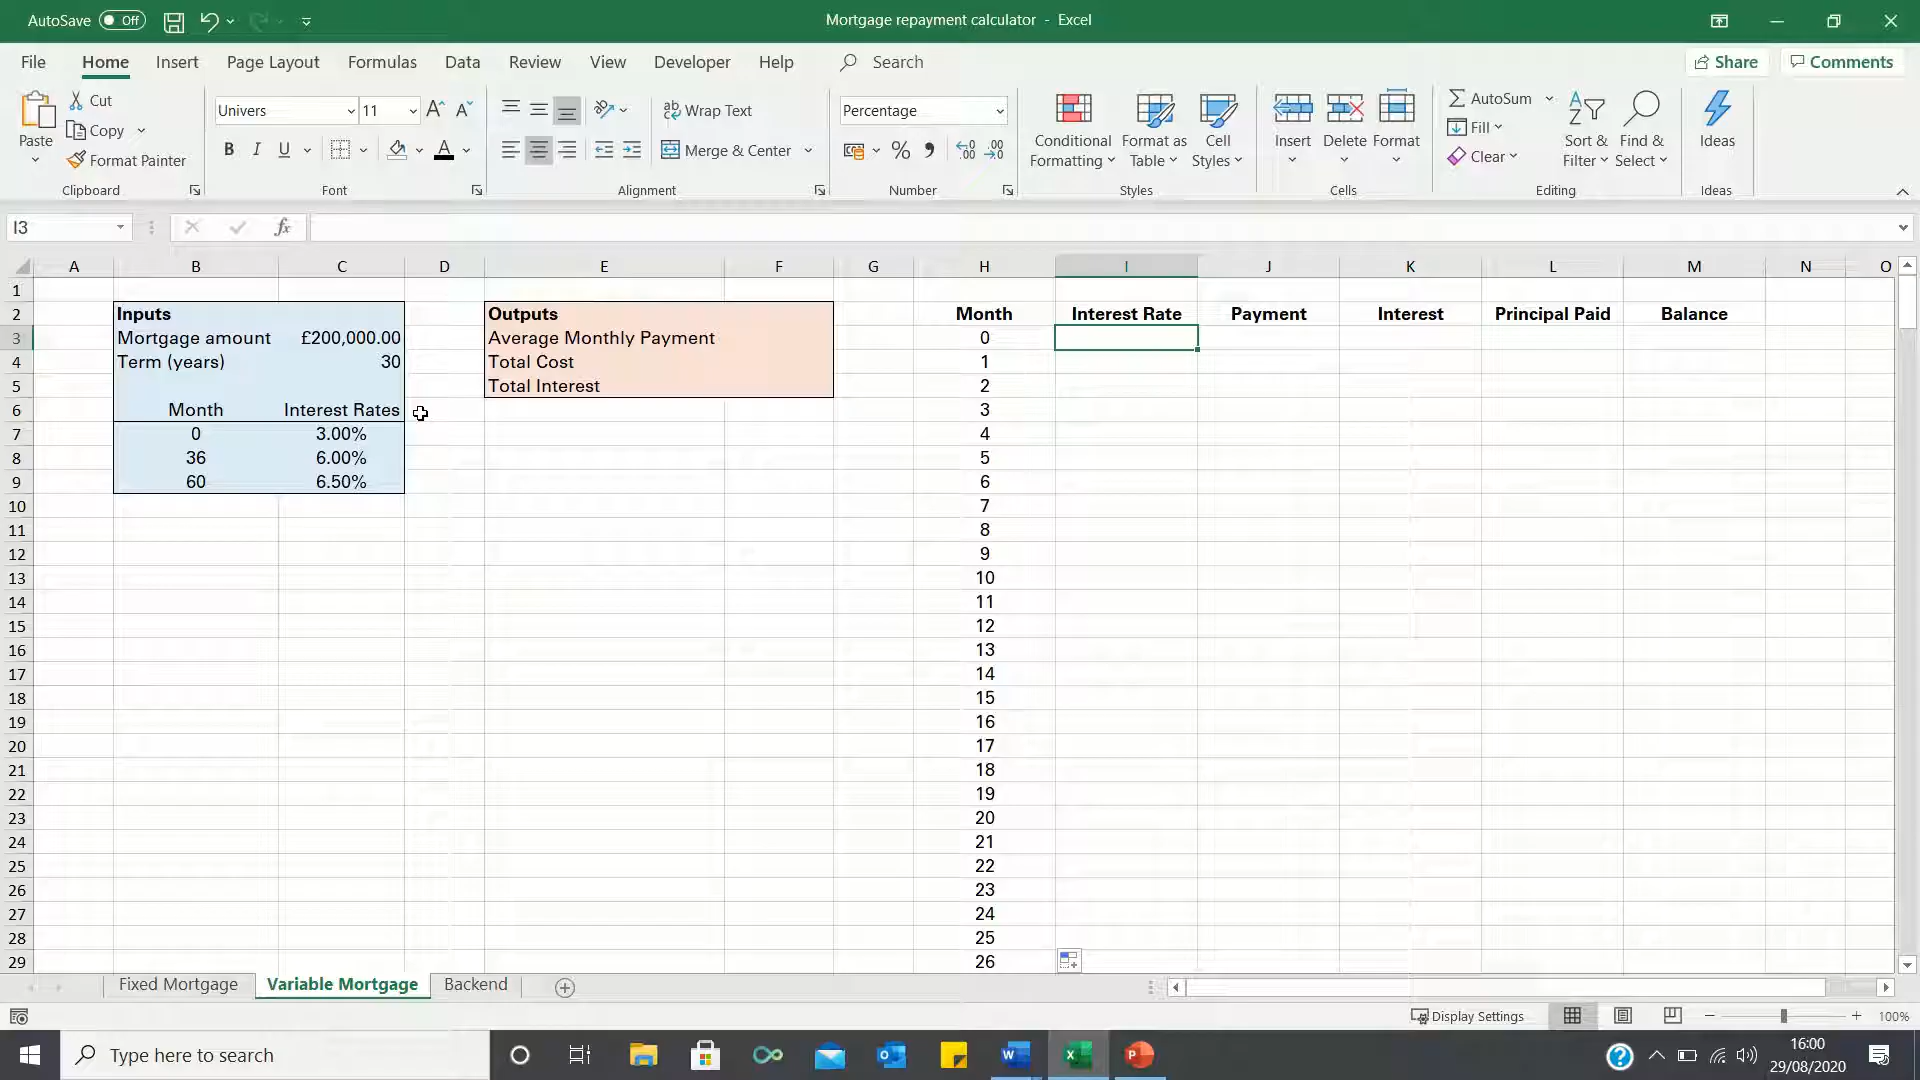 AutoSave Off
Mortgage repayment calculator - Excel
File Home Insert Page Layout Formulas Data Review View Developer Help Search
Share Comments
Paste
Cut
Copy
Format Painter
Clipboard
Univers 11
B I U A
Font
Wrap Text
Merge & Center
Alignment
Percentage
%
Number
Conditional Formatting
Format as Table
Cell Styles
Styles
Insert Delete Format
Cells
AutoSum
Fill
Clear
Sort & Filter
Find & Select
Editing
Ideas
Ideas
I3 fx
A B C D E F G H I J K L M N O
1
2 Inputs Outputs Month Interest Rate Payment Interest Principal Paid Balance
3 Mortgage amount £200,000.00 Average Monthly Payment 0
4 Term (years) 30 Total Cost 1
5 Total Interest 2
6 Month Interest Rates 3
7 0 3.00% 4
8 36 6.00% 5
9 60 6.50% 6
10 7
11 8
12 9
13 10
14 11
15 12
16 13
17 14
18 15
19 16
20 17
21 18
22 19
23 20
24 21
25 22
26 23
27 24
28 25
29 26
Fixed Mortgage Variable Mortgage Backend
Display Settings 100%
Type here to search
16:00
29/08/2020